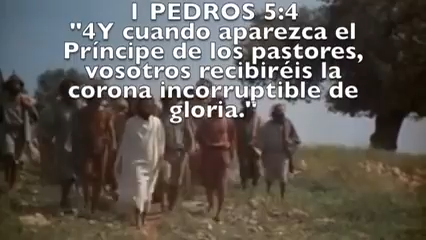 1 PEDROS 5:4
"4Y cuando aparezca el
Príncipe de los pastores,
vosotros recibiréis la
corona incorruptible de
gloria."